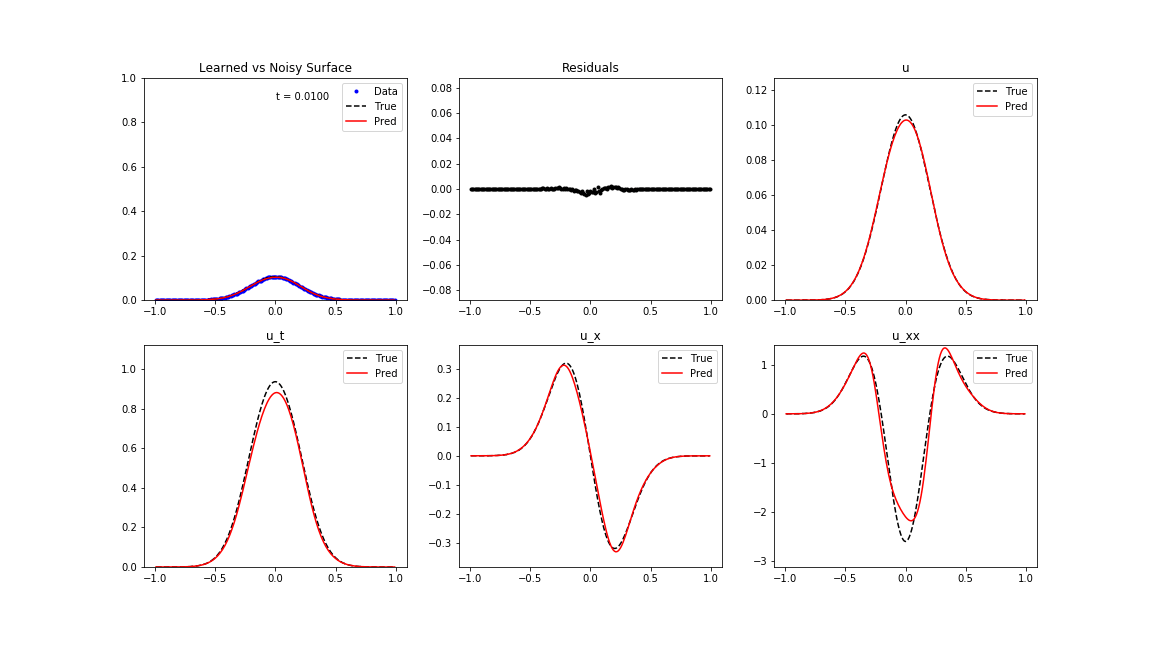 Learned vs Noisy Surface
1.0
0.8
0.6
0.4
0.2
0.0
−1.0 −0.5 0.0 0.5 1.0
t = 0.0100
Data
True
Pred
Residuals
0.08
0.06
0.04
0.02
0.00
−0.02
−0.04
−0.06
−0.08
−1.0 −0.5 0.0 0.5 1.0
u
0.12
0.10
0.08
0.06
0.04
0.02
0.00
−1.0 −0.5 0.0 0.5 1.0
True
Pred
u_t
1.0
0.8
0.6
0.4
0.2
0.0
−1.0 −0.5 0.0 0.5 1.0
True
Pred
u_x
0.3
0.2
0.1
0.0
−0.1
−0.2
−0.3
−1.0 −0.5 0.0 0.5 1.0
True
Pred
u_xx
1
0
−1
−2
−3
−1.0 −0.5 0.0 0.5 1.0
True
Pred